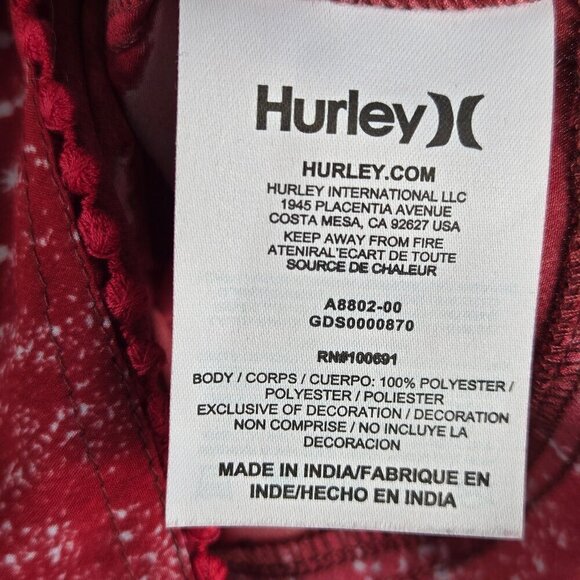 Hurley
HURLEY.COM
HURLEY INTERNATIONAL LLC
1945 PLACENTIA AVENUE
COSTA MESA, CA 92627 USA
KEEP AWAY FROM FIRE
ATENIRAL'ECART DE TOUTE
SOURCE DE CHALEUR
A8802-00
GDS0000870
RN#100691
BODY / CORPS / CUERPO: 100% POLYESTER /
POLYESTER / POLIESTER
EXCLUSIVE OF DECORATION / DECORATION
NON COMPRISE / NO INCLUYE LA
DECORACION
MADE IN INDIA/FABRIQUE EN
INDE/HECHO EN INDIA